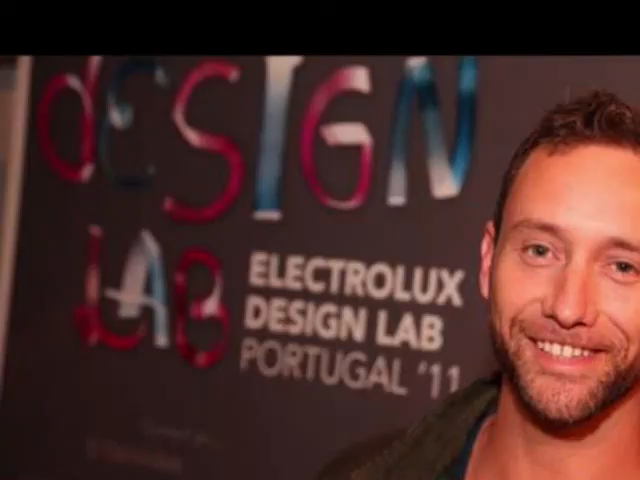 dESIGN
LAB
ELECTROLUX
DESIGN LAB
PORTUGAL '11